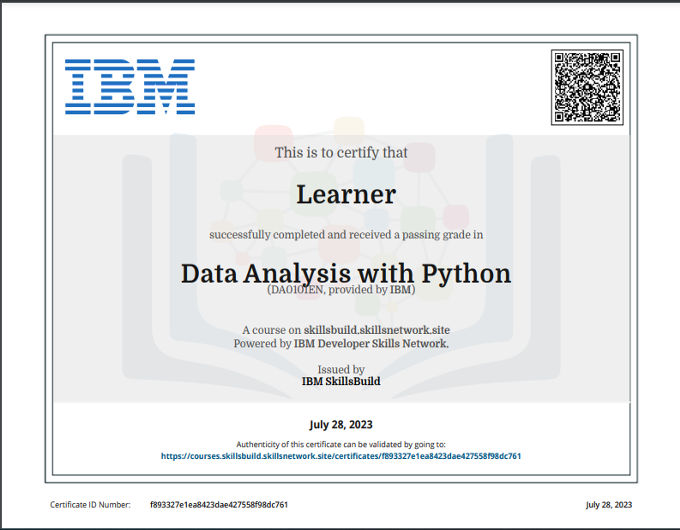 IBM
This is to certify that
Learner
successfully completed and received a passing grade in
Data Analysis with Python
(DA0101EN, provided by IBM)
A course on skillsbuild.skillsnetwork.site
Powered by IBM Developer Skills Network.
Issued by
IBM SkillsBuild
July 28, 2023
Authenticity of this certificate can be validated by going to:
https://courses.skillsbuild.skillsnetwork.site/certificates/f893327e1ea8423dae427558f98dc761
Certificate ID Number: f893327e1ea8423dae427558f98dc761 July 28, 2023